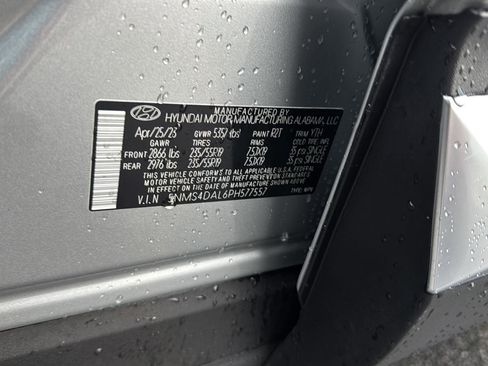 MANUFACTURED BY
HYUNDAI MOTOR MANUFACTURING ALABAMA, LLC
Apr/25/23 GVWR 5357 lbs PAINT R2T TRIM YTH
GAWR TIRES RIMS COLD TIRE INFL
FRONT 2866 lbs 235/55R19 7.5JX19 35 psi SINGLE
REAR 2976 lbs 235/55R19 7.5JX19 35 psi SINGLE
THIS VEHICLE CONFORMS TO ALL APPLICABLE U.S.A. FEDERAL
MOTOR VEHICLE SAFETY AND THEFT PREVENTION STANDARDS
IN EFFECT ON THE DATE OF MANUFACTURE SHOWN ABOVE.
V.I.N 5NMS4DAL6PH577557 TYPE: MPV